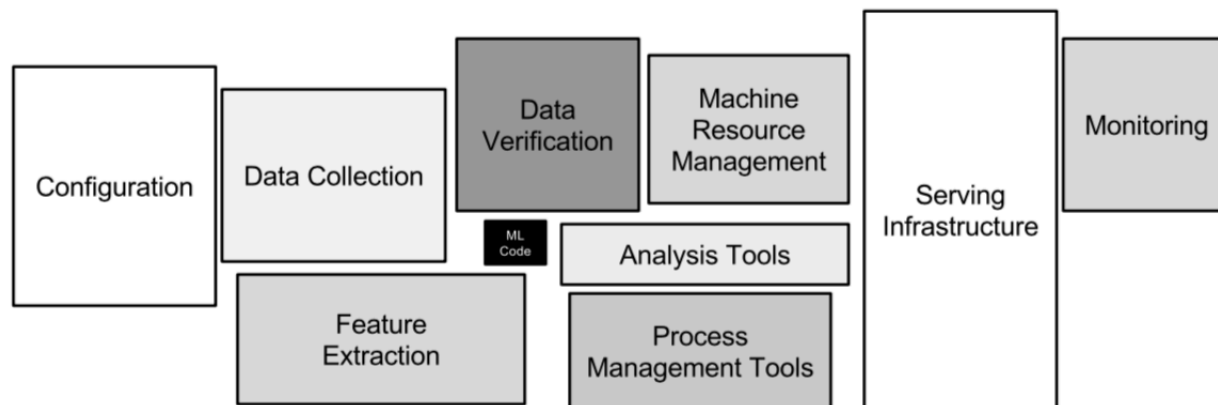 Configuration
Data Collection
Data
Verification
Machine
Resource
Management
Serving
Infrastructure
Monitoring
ML
Code
Analysis Tools
Feature
Extraction
Process
Management Tools